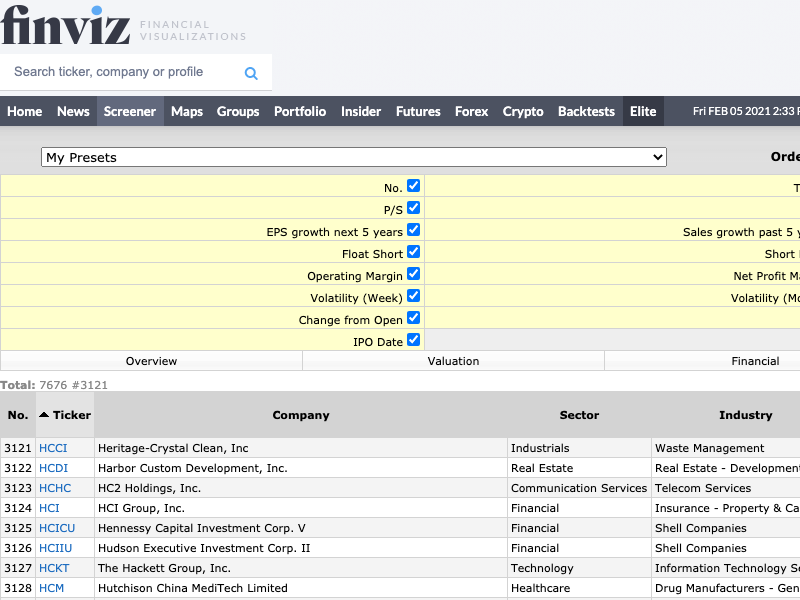 finviz FINANCIAL VISUALIZATIONS
Search ticker, company or profile
Home News Screener Maps Groups Portfolio Insider Futures Forex Crypto Backtests Elite Fri FEB 05 2021 2:33
My Presets Orde
No. T
P/S
EPS growth next 5 years Sales growth past 5 y
Float Short Short
Operating Margin Net Profit Ma
Volatility (Week) Volatility (Mo
Change from Open
IPO Date
Overview Valuation Financial
Total: 7676 #3121
No. Ticker Company Sector Industry
3121 HCCI Heritage-Crystal Clean, Inc Industrials Waste Management
3122 HCDI Harbor Custom Development, Inc. Real Estate Real Estate - Development
3123 HCHC HC2 Holdings, Inc. Communication Services Telecom Services
3124 HCI HCI Group, Inc. Financial Insurance - Property & Ca
3125 HCICU Hennessy Capital Investment Corp. V Financial Shell Companies
3126 HCIIU Hudson Executive Investment Corp. II Financial Shell Companies
3127 HCKT The Hackett Group, Inc. Technology Information Technology Se
3128 HCM Hutchison China MediTech Limited Healthcare Drug Manufacturers - Gen